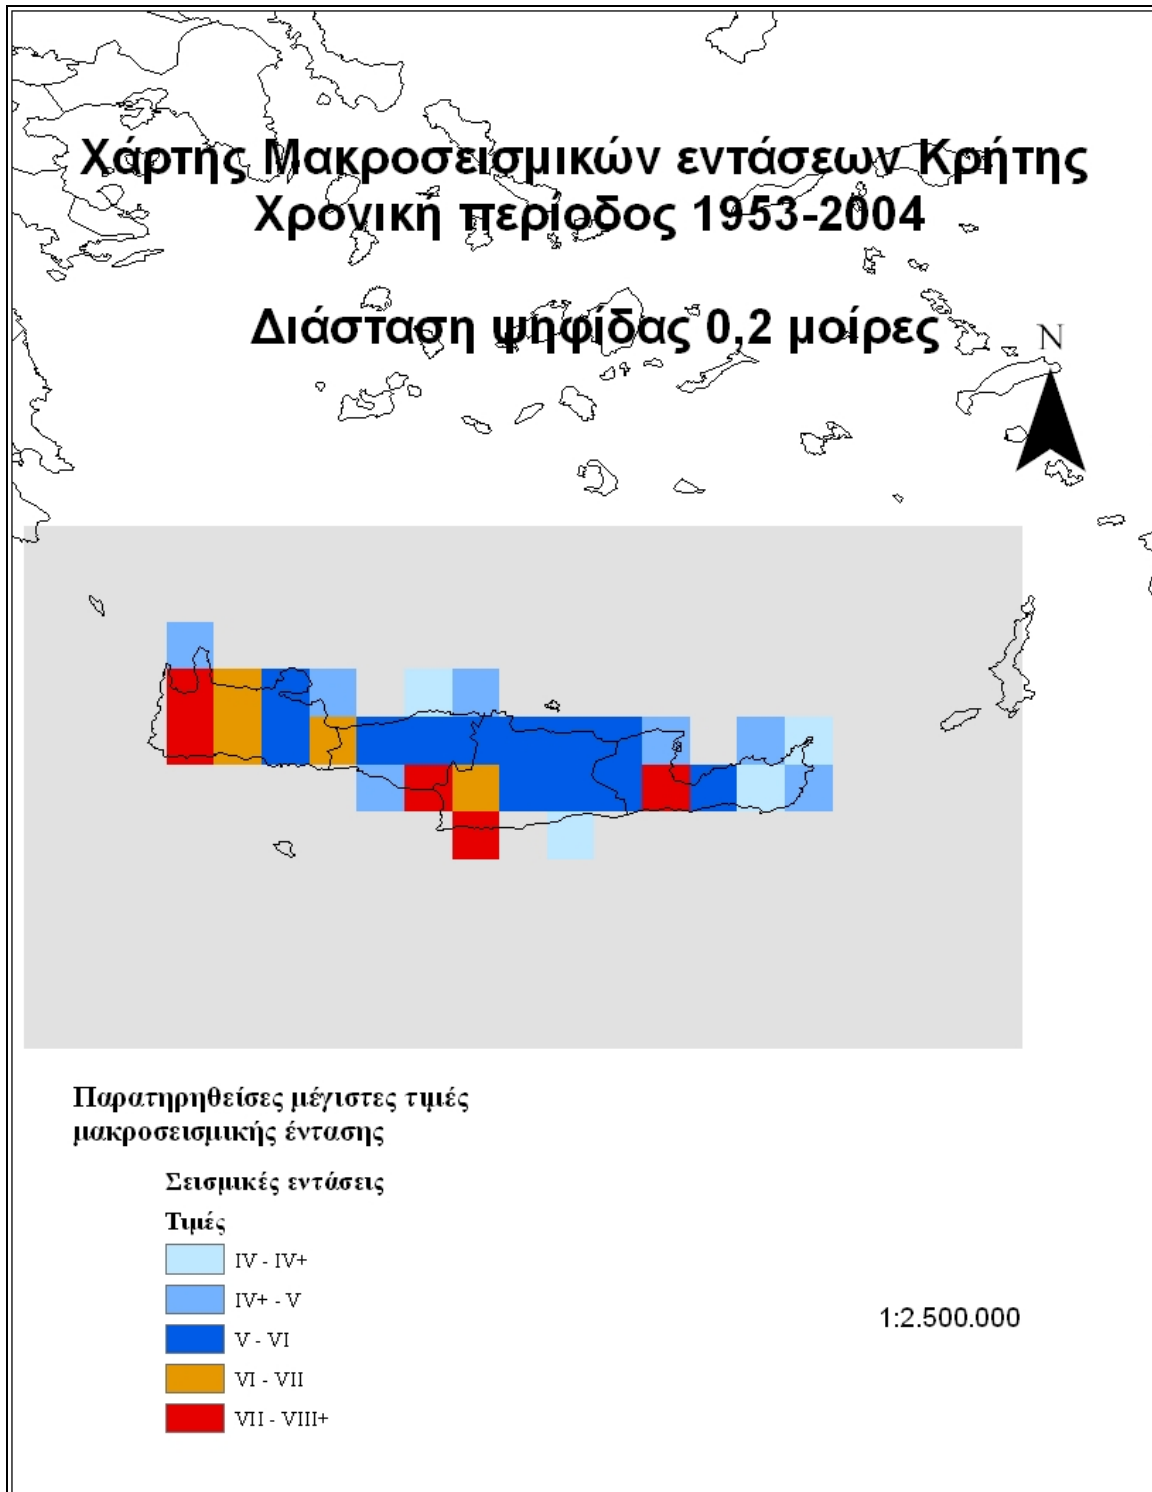 Χάρτης Μακροσεισμικών εντάσεων Κρήτης
Χρονική περίοδος 1953-2004
Διάσταση ψηφίδας 0,2 μοίρες
N
Παρατηρηθείσες μέγιστες τιμές
μακροσεισμικής έντασης
Σεισμικές εντάσεις
Τιμές
IV - IV+
IV+ - V
V - VI
VI - VII
VII - VIII+
1:2.500.000